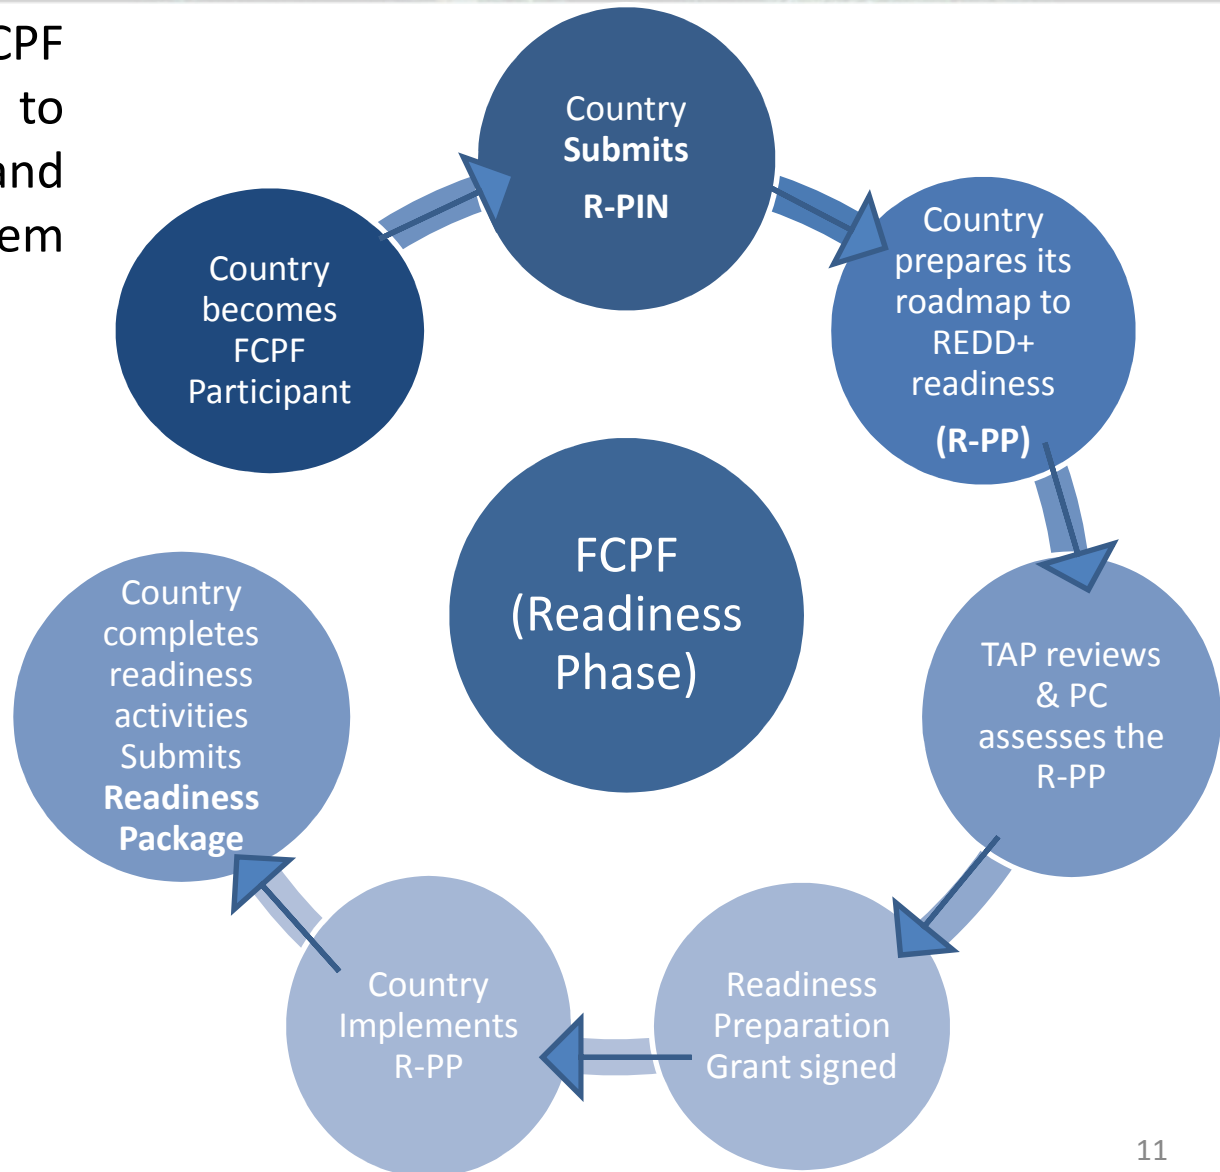 CPF
to
and
em
Country
Submits
R-PIN
Country
prepares its
roadmap to
REDD+
readiness
(R-PP)
TAP reviews
& PC
assesses the
R-PP
Readiness
Preparation
Grant signed
Country
Implements
R-PP
Country
completes
readiness
activities
Submits
Readiness
Package
Country
becomes
FCPF
Participant
FCPF
(Readiness
Phase)
11